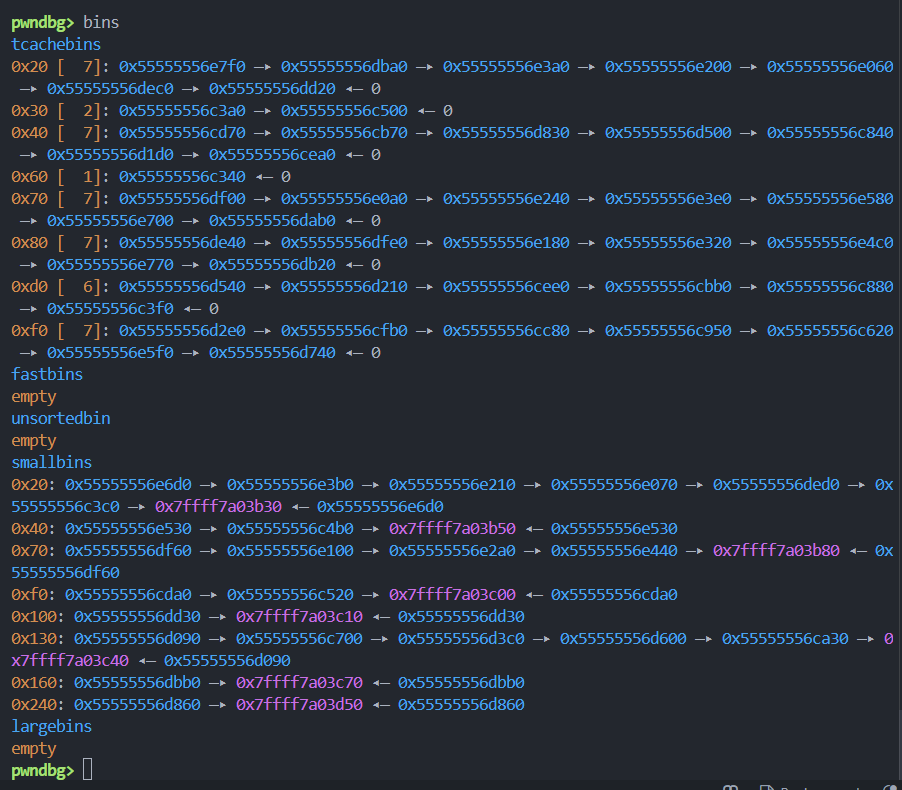 pwndbg> bins
tcachebins
0x20 [  7]: 0x55555556e7f0 —▸ 0x55555556dba0 —▸ 0x55555556e3a0 —▸ 0x55555556e200 —▸ 0x55555556e060
 —▸ 0x55555556dec0 —▸ 0x55555556dd20 ◂— 0
0x30 [  2]: 0x55555556c3a0 —▸ 0x55555556c500 ◂— 0
0x40 [  7]: 0x55555556cd70 —▸ 0x55555556cb70 —▸ 0x55555556d830 —▸ 0x55555556d500 —▸ 0x55555556c840
 —▸ 0x55555556d1d0 —▸ 0x55555556cea0 ◂— 0
0x60 [  1]: 0x55555556c340 ◂— 0
0x70 [  7]: 0x55555556df00 —▸ 0x55555556e0a0 —▸ 0x55555556e240 —▸ 0x55555556e3e0 —▸ 0x55555556e580
 —▸ 0x55555556e700 —▸ 0x55555556dab0 ◂— 0
0x80 [  7]: 0x55555556de40 —▸ 0x55555556dfe0 —▸ 0x55555556e180 —▸ 0x55555556e320 —▸ 0x55555556e4c0
 —▸ 0x55555556e770 —▸ 0x55555556db20 ◂— 0
0xd0 [  6]: 0x55555556d540 —▸ 0x55555556d210 —▸ 0x55555556cee0 —▸ 0x55555556cbb0 —▸ 0x55555556c880
 —▸ 0x55555556c3f0 ◂— 0
0xf0 [  7]: 0x55555556d2e0 —▸ 0x55555556cfb0 —▸ 0x55555556cc80 —▸ 0x55555556c950 —▸ 0x55555556c620
 —▸ 0x55555556e5f0 —▸ 0x55555556d740 ◂— 0
fastbins
empty
unsortedbin
empty
smallbins
0x20: 0x55555556e6d0 —▸ 0x55555556e3b0 —▸ 0x55555556e210 —▸ 0x55555556e070 —▸ 0x55555556ded0 —▸ 0x
55555556c3c0 —▸ 0x7ffff7a03b30 ◂— 0x55555556e6d0
0x40: 0x55555556e530 —▸ 0x55555556c4b0 —▸ 0x7ffff7a03b50 ◂— 0x55555556e530
0x70: 0x55555556df60 —▸ 0x55555556e100 —▸ 0x55555556e2a0 —▸ 0x55555556e440 —▸ 0x7ffff7a03b80 ◂— 0x
55555556df60
0xf0: 0x55555556cda0 —▸ 0x55555556c520 —▸ 0x7ffff7a03c00 ◂— 0x55555556cda0
0x100: 0x55555556dd30 —▸ 0x7ffff7a03c10 ◂— 0x55555556dd30
0x130: 0x55555556d090 —▸ 0x55555556c700 —▸ 0x55555556d3c0 —▸ 0x55555556d600 —▸ 0x55555556ca30 —▸ 0
x7ffff7a03c40 ◂— 0x55555556d090
0x160: 0x55555556dbb0 —▸ 0x7ffff7a03c70 ◂— 0x55555556dbb0
0x240: 0x55555556d860 —▸ 0x7ffff7a03d50 ◂— 0x55555556d860
largebins
empty
pwndbg>